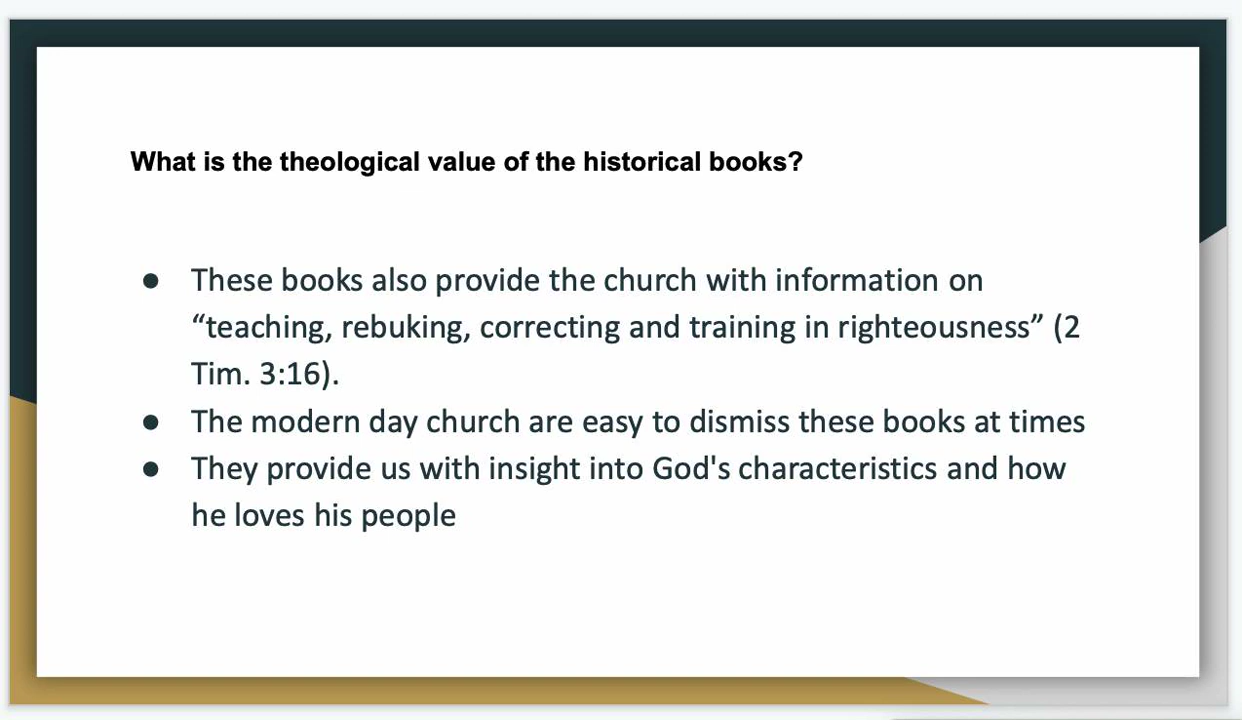 What is the theological value of the historical books?
● These books also provide the church with information on
“teaching, rebuking, correcting and training in righteousness” (2
Tim. 3:16).
● The modern day church are easy to dismiss these books at times
● They provide us with insight into God's characteristics and how
he loves his people